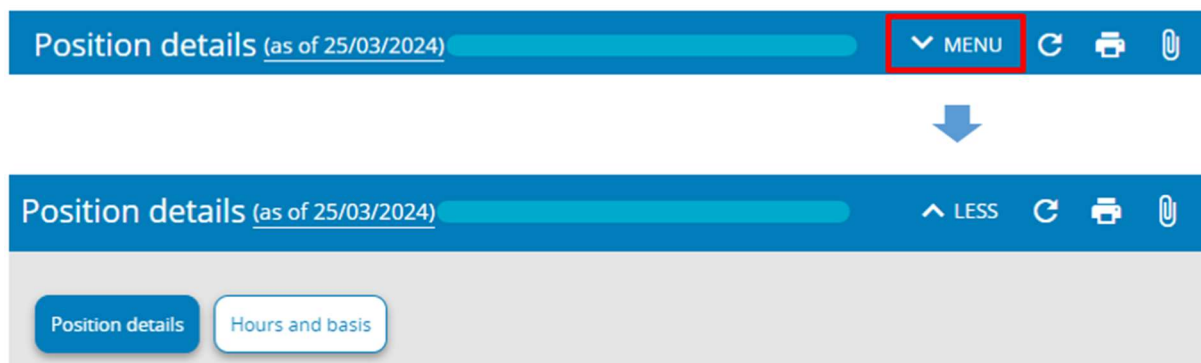 Position details (as of 25/03/2024) MENU
Position details (as of 25/03/2024) LESS
Position details Hours and basis